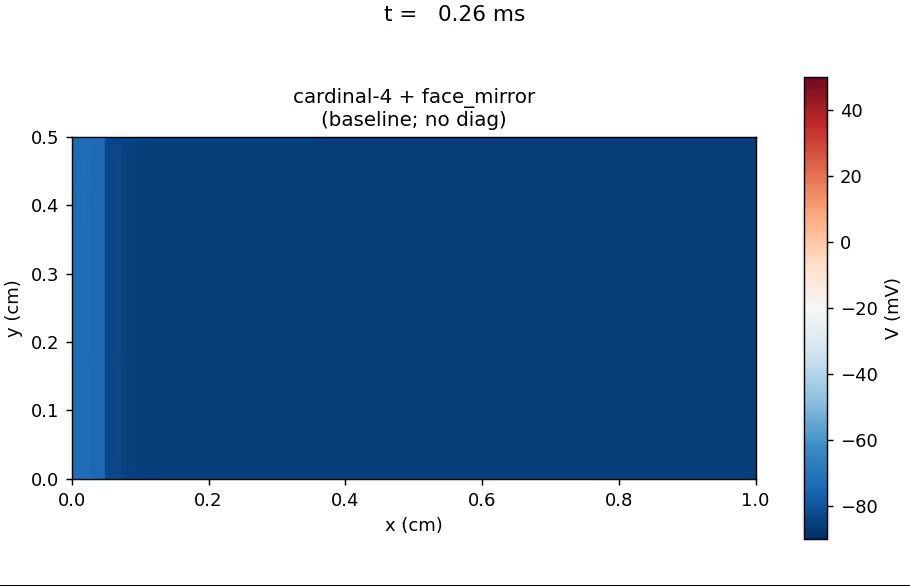 t =   0.26 ms
cardinal-4 + face_mirror
(baseline; no diag)
0.5
0.4
0.3
0.2
0.1
0.0
y (cm)
0.0 0.2 0.4 0.6 0.8 1.0
x (cm)
40
20
0
−20
−40
−60
−80
V (mV)